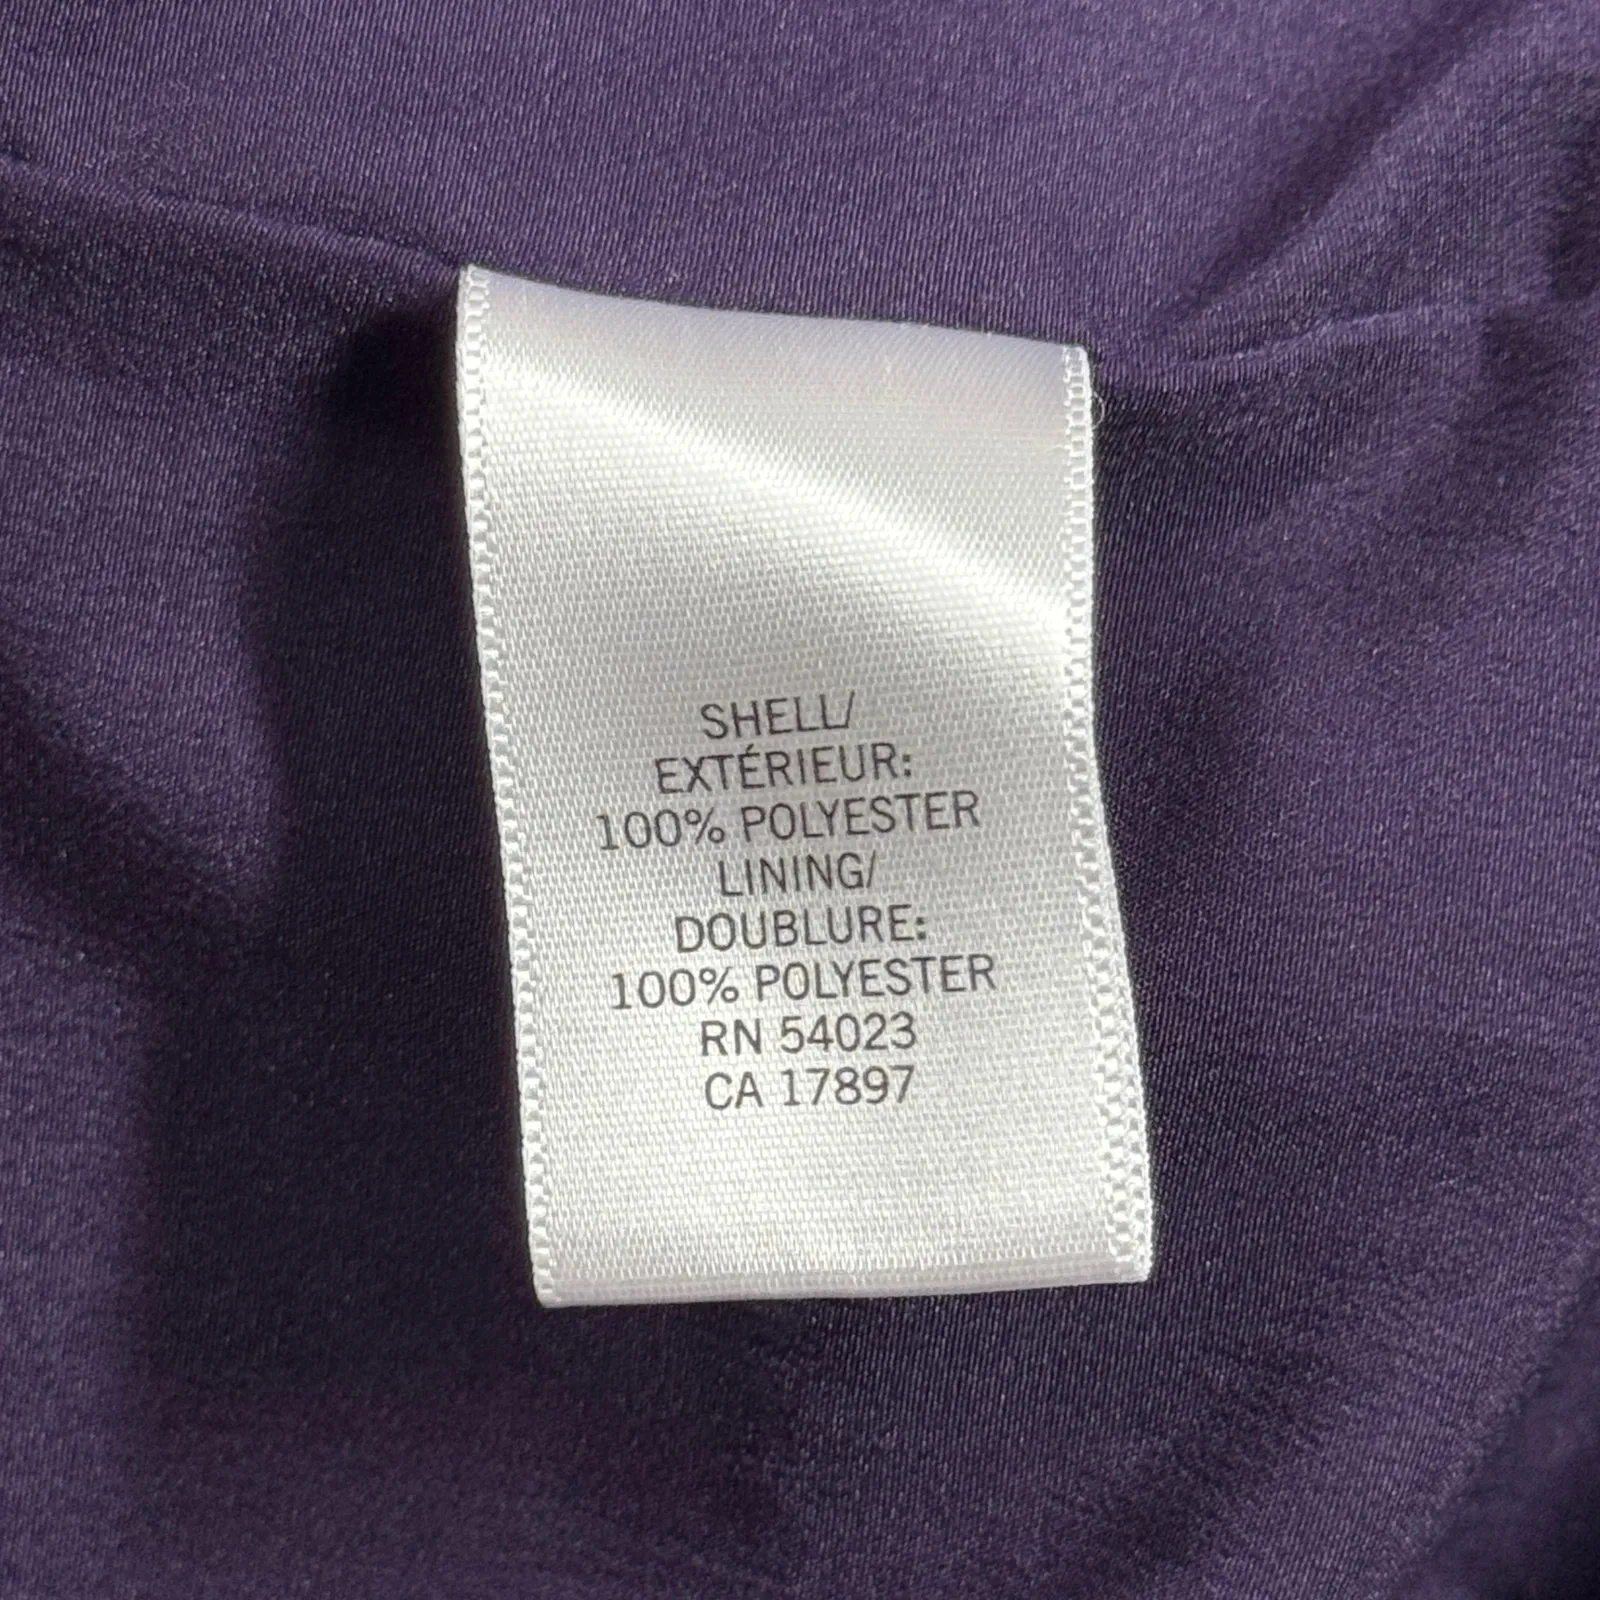 SHELL/
EXTÉRIEUR:
100% POLYESTER
LINING/
DOUBLURE:
100% POLYESTER
RN 54023
CA 17897